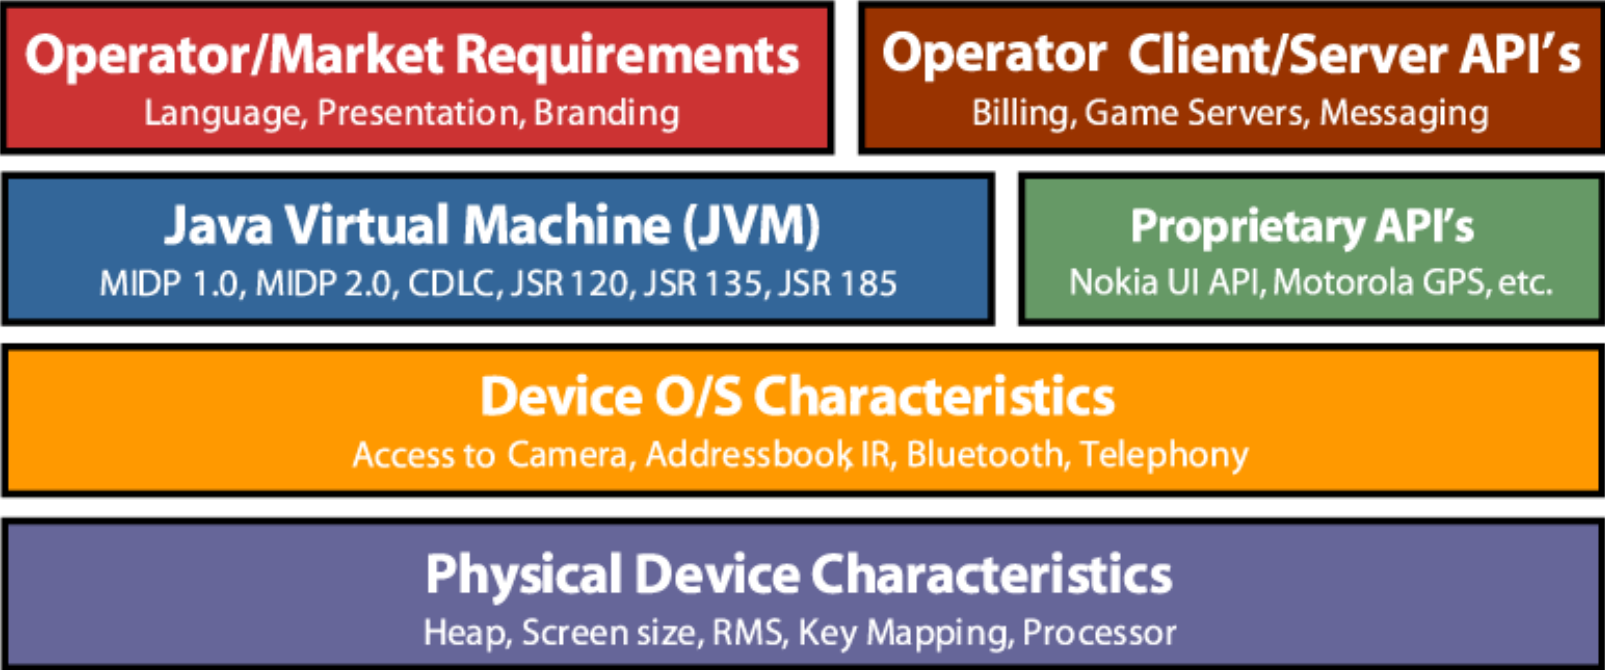 Operator/Market Requirements
Language, Presentation, Branding
Operator Client/Server API's
Billing, Game Servers, Messaging
Java Virtual Machine (JVM)
MIDP 1.0, MIDP 2.0, CDLC, JSR 120, JSR 135, JSR 185
Proprietary API's
Nokia UI API, Motorola GPS, etc.
Device O/S Characteristics
Access to Camera, Addressbook, IR, Bluetooth, Telephony
Physical Device Characteristics
Heap, Screen size, RMS, Key Mapping, Processor